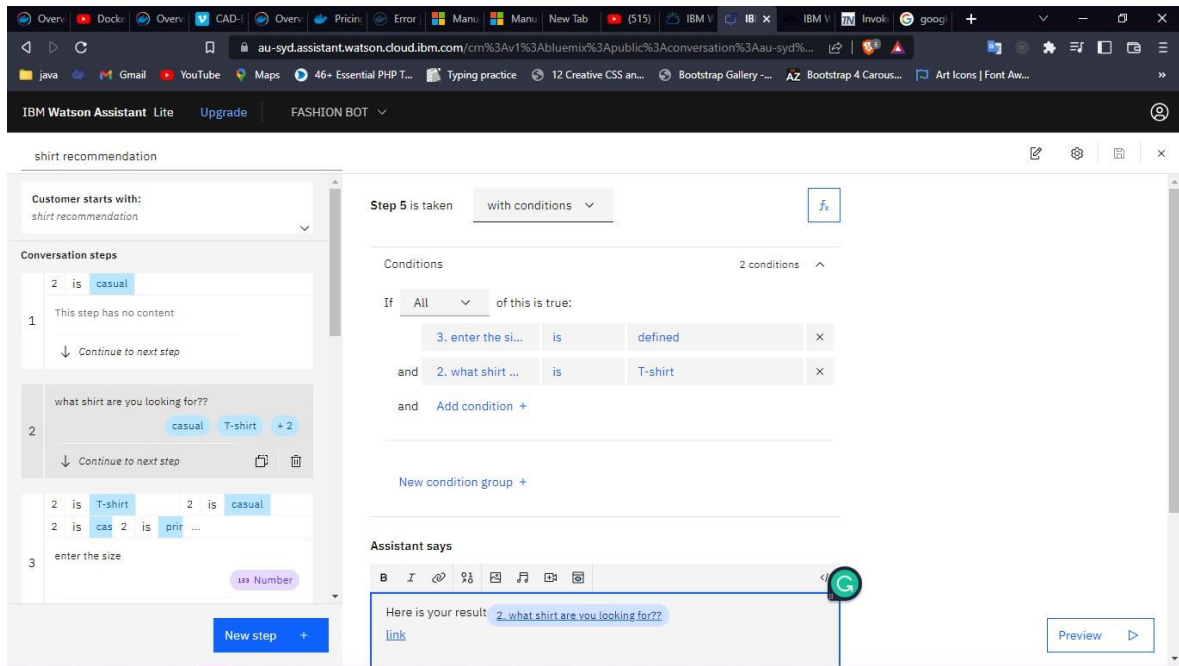 Overv Docke Overv CAD-E Overv Pricin Error Manu Manu New Tab (515) IBM V IB IBM V Invok goog
au-syd.assistant.watson.cloud.ibm.com/crn%3Av1%3Abluemix%3Apublic%3Aconversation%3Aau-syd%...
java Gmail YouTube Maps 46+ Essential PHP T... Typing practice 12 Creative CSS an... Bootstrap Gallery -... Bootstrap 4 Carous... Art Icons | Font Aw... »
IBM Watson Assistant Lite Upgrade FASHION BOT
shirt recommendation
Customer starts with:
shirt recommendation
Conversation steps
2 is casual
1
This step has no content
Continue to next step
what shirt are you looking for??
casual T-shirt + 2
2
Continue to next step
2 is T-shirt 2 is casual
2 is cas 2 is prir ...
enter the size
3
123 Number
New step +
Step 5 is taken with conditions fx
Conditions 2 conditions
If All of this is true:
3. enter the si... is defined
and 2. what shirt ... is T-shirt
and Add condition +
New condition group +
Assistant says
B I
Here is your result 2. what shirt are you looking for??
link
Preview